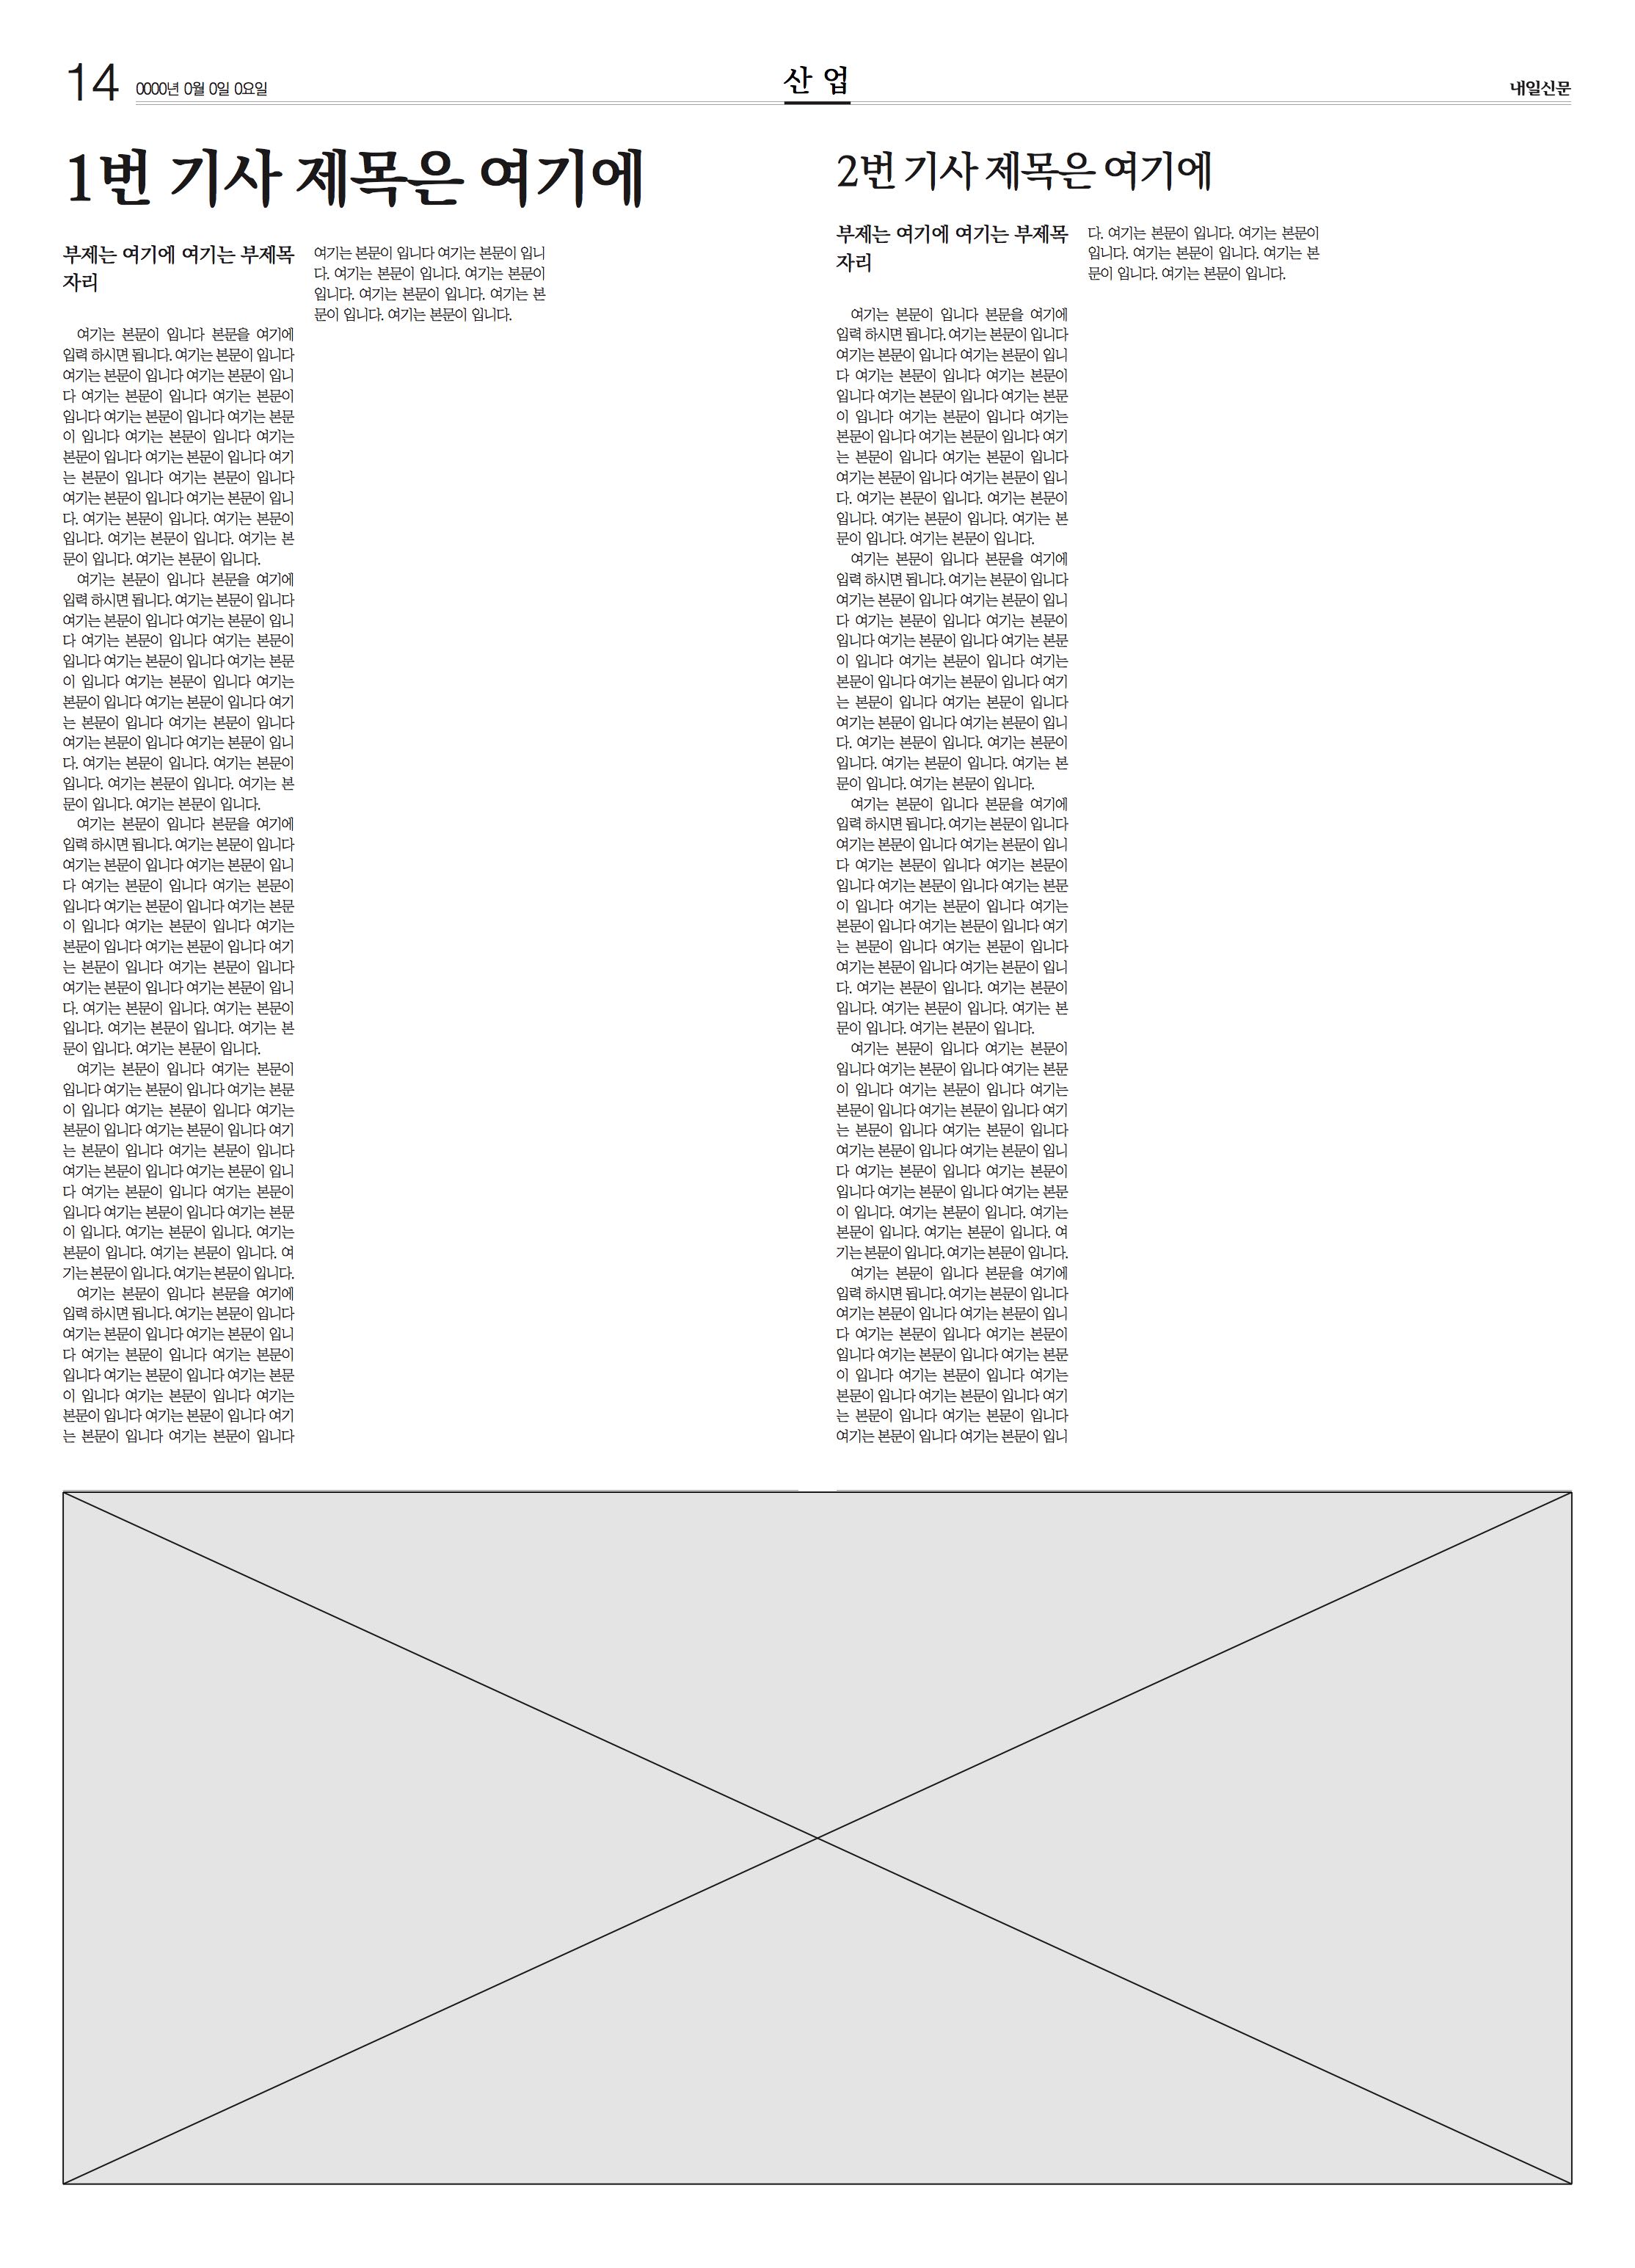 14 0000년 0월 0일 0요일
산 업
내일신문
1번 기사 제목은 여기에
부제는 여기에 여기는 부제목
자리
여기는 본문이 입니다 본문을 여기에
입력 하시면 됩니다. 여기는 본문이 입니다
여기는 본문이 입니다 여기는 본문이 입니
다 여기는 본문이 입니다 여기는 본문이
입니다 여기는 본문이 입니다 여기는 본문
이 입니다 여기는 본문이 입니다 여기는
본문이 입니다 여기는 본문이 입니다 여기
는 본문이 입니다 여기는 본문이 입니다
여기는 본문이 입니다 여기는 본문이 입니
다. 여기는 본문이 입니다. 여기는 본문이
입니다. 여기는 본문이 입니다. 여기는 본
문이 입니다. 여기는 본문이 입니다.
여기는 본문이 입니다 본문을 여기에
입력 하시면 됩니다. 여기는 본문이 입니다
여기는 본문이 입니다 여기는 본문이 입니
다 여기는 본문이 입니다 여기는 본문이
입니다 여기는 본문이 입니다 여기는 본문
이 입니다 여기는 본문이 입니다 여기는
본문이 입니다 여기는 본문이 입니다 여기
는 본문이 입니다 여기는 본문이 입니다
여기는 본문이 입니다 여기는 본문이 입니
다. 여기는 본문이 입니다. 여기는 본문이
입니다. 여기는 본문이 입니다. 여기는 본
문이 입니다. 여기는 본문이 입니다.
여기는 본문이 입니다 본문을 여기에
입력 하시면 됩니다. 여기는 본문이 입니다
여기는 본문이 입니다 여기는 본문이 입니
다 여기는 본문이 입니다 여기는 본문이
입니다 여기는 본문이 입니다 여기는 본문
이 입니다 여기는 본문이 입니다 여기는
본문이 입니다 여기는 본문이 입니다 여기
는 본문이 입니다 여기는 본문이 입니다
여기는 본문이 입니다 여기는 본문이 입니
다. 여기는 본문이 입니다. 여기는 본문이
입니다. 여기는 본문이 입니다. 여기는 본
문이 입니다. 여기는 본문이 입니다.
여기는 본문이 입니다 여기는 본문이
입니다 여기는 본문이 입니다 여기는 본문
이 입니다 여기는 본문이 입니다 여기는
본문이 입니다 여기는 본문이 입니다 여기
는 본문이 입니다 여기는 본문이 입니다
여기는 본문이 입니다 여기는 본문이 입니
다 여기는 본문이 입니다 여기는 본문이
입니다 여기는 본문이 입니다 여기는 본문
이 입니다. 여기는 본문이 입니다. 여기는
본문이 입니다. 여기는 본문이 입니다. 여
기는 본문이 입니다. 여기는 본문이 입니다.
여기는 본문이 입니다 본문을 여기에
입력 하시면 됩니다. 여기는 본문이 입니다
여기는 본문이 입니다 여기는 본문이 입니
다 여기는 본문이 입니다 여기는 본문이
입니다 여기는 본문이 입니다 여기는 본문
이 입니다 여기는 본문이 입니다 여기는
본문이 입니다 여기는 본문이 입니다 여기
는 본문이 입니다 여기는 본문이 입니다
여기는 본문이 입니다 여기는 본문이 입니
다. 여기는 본문이 입니다. 여기는 본문이
입니다. 여기는 본문이 입니다. 여기는 본
문이 입니다. 여기는 본문이 입니다.
2번 기사 제목은 여기에
부제는 여기에 여기는 부제목
자리
여기는 본문이 입니다 본문을 여기에
입력 하시면 됩니다. 여기는 본문이 입니다
여기는 본문이 입니다 여기는 본문이 입니
다 여기는 본문이 입니다 여기는 본문이
입니다 여기는 본문이 입니다 여기는 본문
이 입니다 여기는 본문이 입니다 여기는
본문이 입니다 여기는 본문이 입니다 여기
는 본문이 입니다 여기는 본문이 입니다
여기는 본문이 입니다 여기는 본문이 입니
다. 여기는 본문이 입니다. 여기는 본문이
입니다. 여기는 본문이 입니다. 여기는 본
문이 입니다. 여기는 본문이 입니다.
여기는 본문이 입니다 본문을 여기에
입력 하시면 됩니다. 여기는 본문이 입니다
여기는 본문이 입니다 여기는 본문이 입니
다 여기는 본문이 입니다 여기는 본문이
입니다 여기는 본문이 입니다 여기는 본문
이 입니다 여기는 본문이 입니다 여기는
본문이 입니다 여기는 본문이 입니다 여기
는 본문이 입니다 여기는 본문이 입니다
여기는 본문이 입니다 여기는 본문이 입니
다. 여기는 본문이 입니다. 여기는 본문이
입니다. 여기는 본문이 입니다. 여기는 본
문이 입니다. 여기는 본문이 입니다.
여기는 본문이 입니다 본문을 여기에
입력 하시면 됩니다. 여기는 본문이 입니다
여기는 본문이 입니다 여기는 본문이 입니
다 여기는 본문이 입니다 여기는 본문이
입니다 여기는 본문이 입니다 여기는 본문
이 입니다 여기는 본문이 입니다 여기는
본문이 입니다 여기는 본문이 입니다 여기
는 본문이 입니다 여기는 본문이 입니다
여기는 본문이 입니다 여기는 본문이 입니
다. 여기는 본문이 입니다. 여기는 본문이
입니다. 여기는 본문이 입니다. 여기는 본
문이 입니다. 여기는 본문이 입니다.
여기는 본문이 입니다 여기는 본문이
입니다 여기는 본문이 입니다 여기는 본문
이 입니다 여기는 본문이 입니다 여기는
본문이 입니다 여기는 본문이 입니다 여기
는 본문이 입니다 여기는 본문이 입니다
여기는 본문이 입니다 여기는 본문이 입니
다 여기는 본문이 입니다 여기는 본문이
입니다 여기는 본문이 입니다 여기는 본문
이 입니다. 여기는 본문이 입니다. 여기는
본문이 입니다. 여기는 본문이 입니다. 여
기는 본문이 입니다. 여기는 본문이 입니다.
여기는 본문이 입니다 본문을 여기에
입력 하시면 됩니다. 여기는 본문이 입니다
여기는 본문이 입니다 여기는 본문이 입니
다 여기는 본문이 입니다 여기는 본문이
입니다 여기는 본문이 입니다 여기는 본문
이 입니다 여기는 본문이 입니다 여기는
본문이 입니다 여기는 본문이 입니다 여기
는 본문이 입니다 여기는 본문이 입니다
여기는 본문이 입니다 여기는 본문이 입니
다. 여기는 본문이 입니다. 여기는 본문이
입니다. 여기는 본문이 입니다. 여기는 본
문이 입니다. 여기는 본문이 입니다.